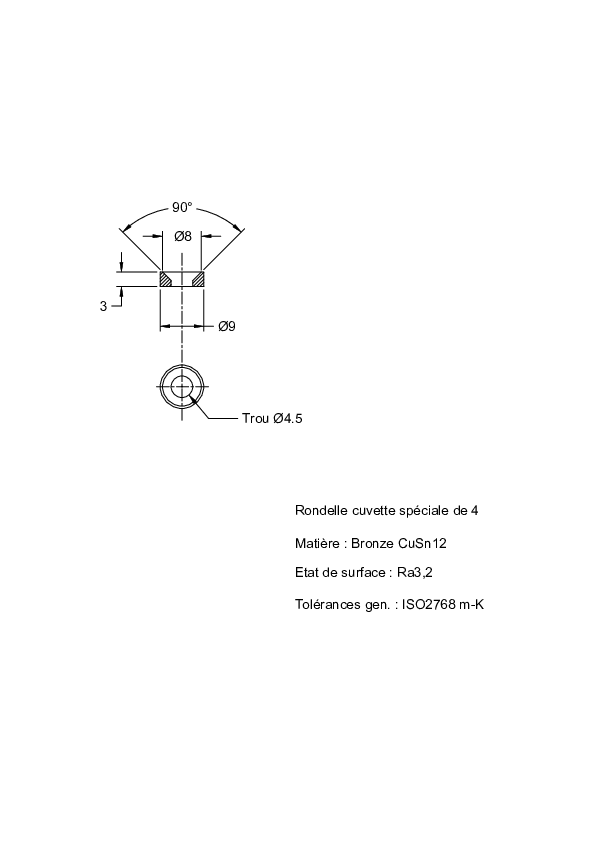 90°
Ø8
3
Ø9
Trou Ø4.5
Rondelle cuvette spéciale de 4
Matière : Bronze CuSn12
Etat de surface : Ra3,2
Tolérances gen. : ISO2768 m-K